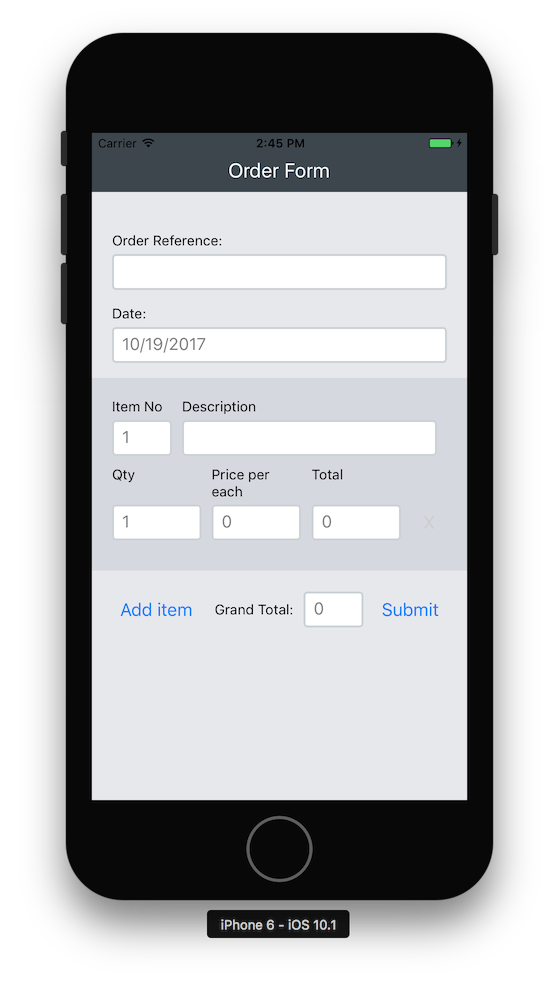 Carrier 2:45 PM
Order Form
Order Reference:
Date:
10/19/2017
Item No Description
1
Qty Price per each Total
1 0 0 X
Add item Grand Total: 0 Submit
iPhone 6 - iOS 10.1